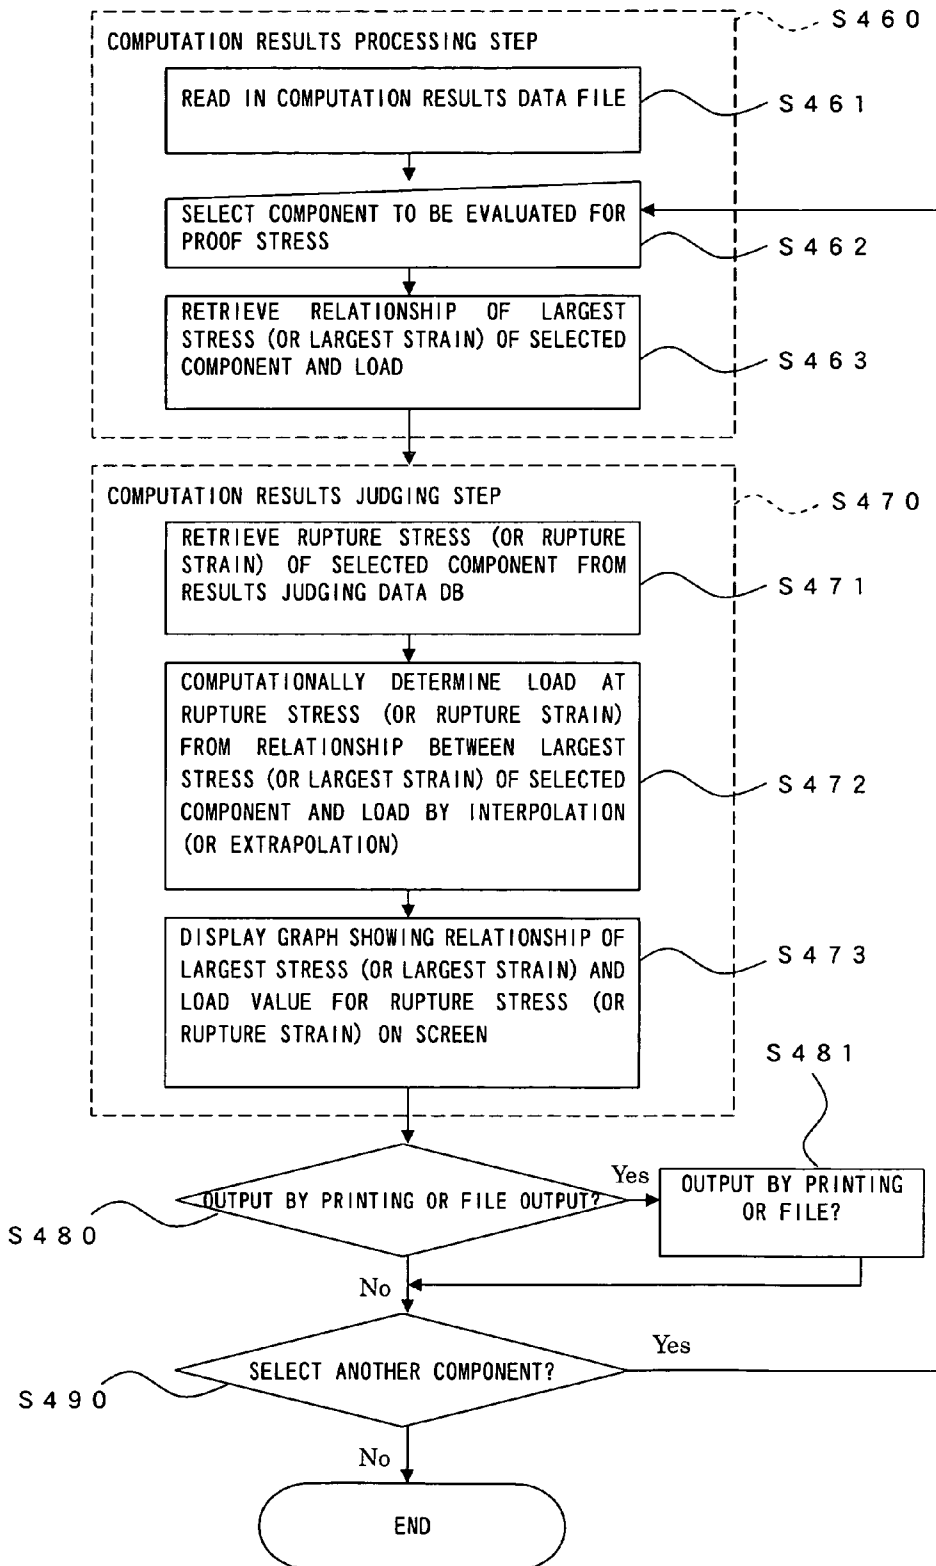 S460
COMPUTATION RESULTS PROCESSING STEP
READ IN COMPUTATION RESULTS DATA FILE
S461
SELECT COMPONENT TO BE EVALUATED FOR
PROOF STRESS
S462
RETRIEVE RELATIONSHIP OF LARGEST
STRESS (OR LARGEST STRAIN) OF SELECTED
COMPONENT AND LOAD
S463
COMPUTATION RESULTS JUDGING STEP
S470
RETRIEVE RUPTURE STRESS (OR RUPTURE
STRAIN) OF SELECTED COMPONENT FROM
RESULTS JUDGING DATA DB
S471
COMPUTATIONALLY DETERMINE LOAD AT
RUPTURE STRESS (OR RUPTURE STRAIN)
FROM RELATIONSHIP BETWEEN LARGEST
STRESS (OR LARGEST STRAIN) OF SELECTED
COMPONENT AND LOAD BY INTERPOLATION
(OR EXTRAPOLATION)
S472
DISPLAY GRAPH SHOWING RELATIONSHIP OF
LARGEST STRESS (OR LARGEST STRAIN) AND
LOAD VALUE FOR RUPTURE STRESS (OR
RUPTURE STRAIN) ON SCREEN
S473
S481
OUTPUT BY PRINTING OR FILE OUTPUT?
Yes
OUTPUT BY PRINTING
OR FILE?
S480
No
SELECT ANOTHER COMPONENT?
Yes
S490
No
END